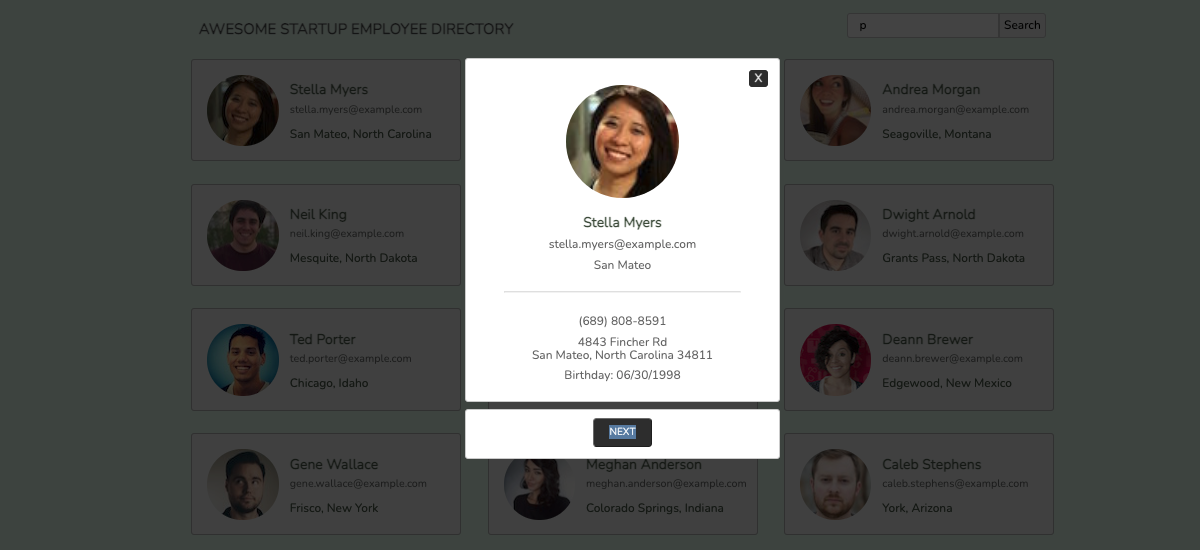 AWESOME STARTUP EMPLOYEE DIRECTORY
p
Search
Stella Myers
stella.myers@example.com
San Mateo, North Carolina
Andrea Morgan
andrea.morgan@example.com
Seagoville, Montana
Neil King
neil.king@example.com
Mesquite, North Dakota
Dwight Arnold
dwight.arnold@example.com
Grants Pass, North Dakota
Ted Porter
ted.porter@example.com
Chicago, Idaho
Deann Brewer
deann.brewer@example.com
Edgewood, New Mexico
Gene Wallace
gene.wallace@example.com
Frisco, New York
Meghan Anderson
meghan.anderson@example.com
Colorado Springs, Indiana
Caleb Stephens
caleb.stephens@example.com
York, Arizona
X
Stella Myers
stella.myers@example.com
San Mateo
(689) 808-8591
4843 Fincher Rd
San Mateo, North Carolina 34811
Birthday: 06/30/1998
NEXT